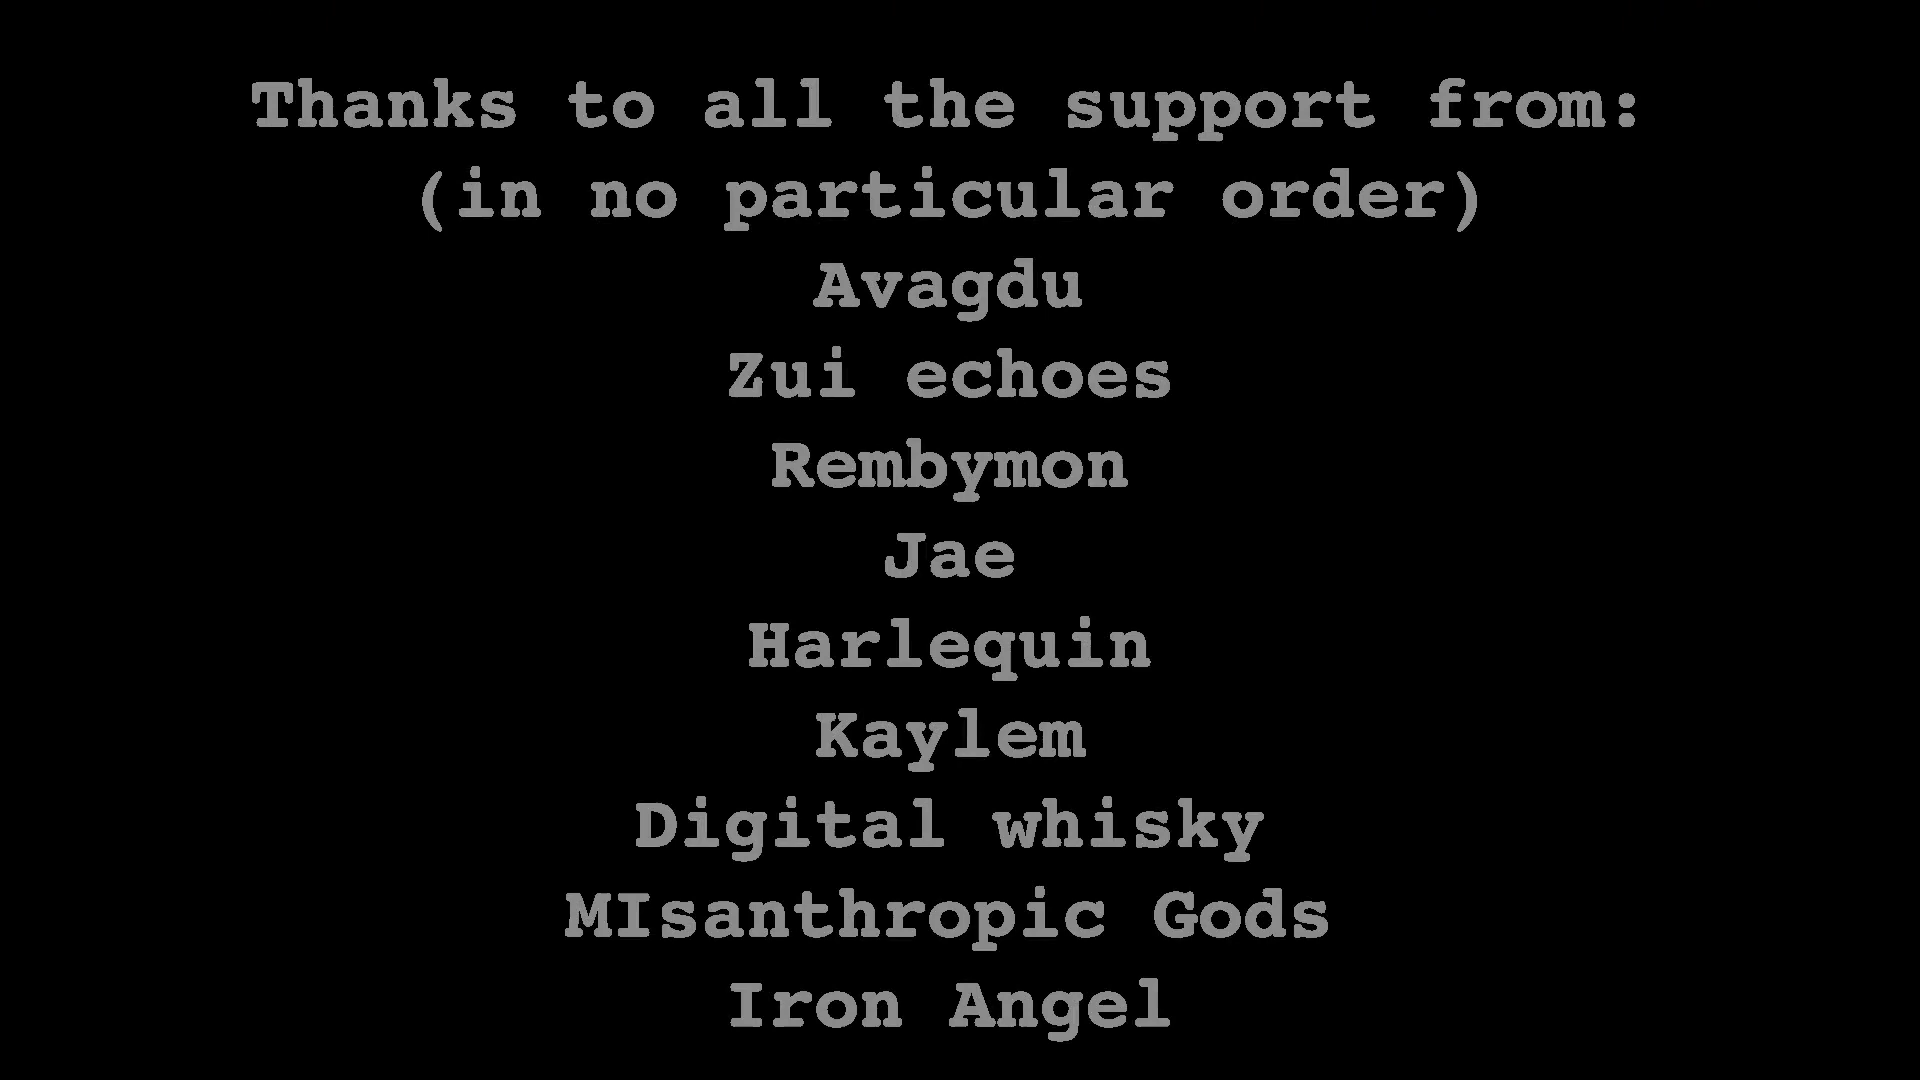 Thanks to all the support from:
(in no particular order)
Avagdu
Zui echoes
Rembymon
Jae
Harlequin
Kaylem
Digital whisky
MIsanthropic Gods
Iron Angel